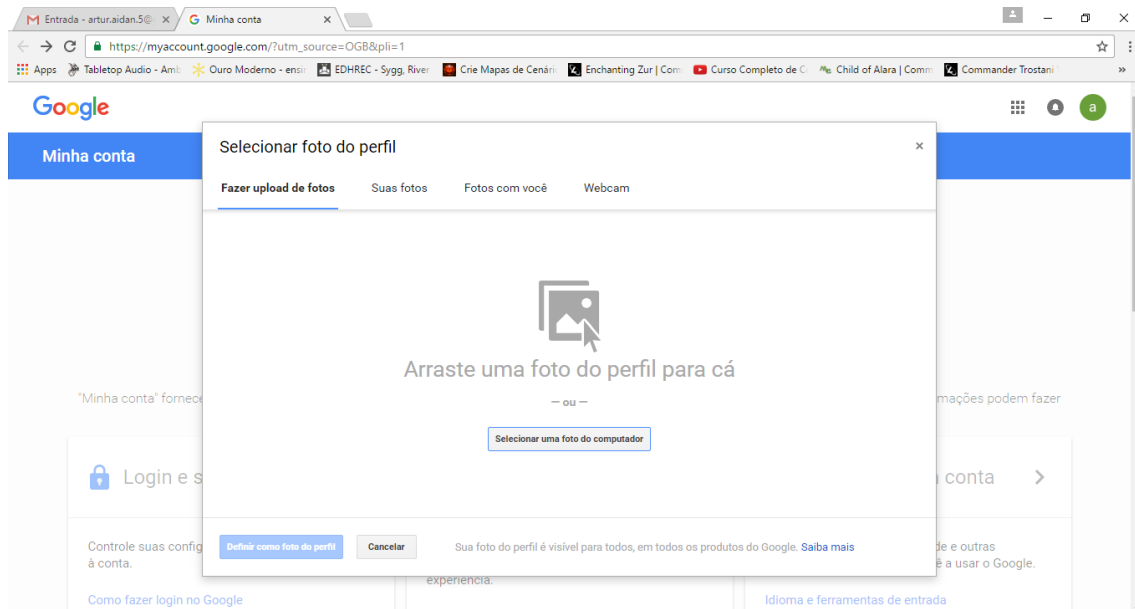 Entrada - artur.aidan.5@
Minha conta
https://myaccount.google.com/?utm_source=OGB&pli=1
Apps
Tabletop Audio - Amb
Ouro Moderno - ensi
EDHREC - Sygg, River
Crie Mapas de Cenári
Enchanting Zur | Com
Curso Completo de C
Child of Alara | Comm
Commander Trostani
»
Google
a
Minha conta
Selecionar foto do perfil
×
Fazer upload de fotos
Suas fotos
Fotos com você
Webcam
Arraste uma foto do perfil para cá
— ou —
Selecionar uma foto do computador
"Minha conta" fornece
mações podem fazer
Login e s
conta
Controle suas config
à conta.
de e outras
ê a usar o Google.
Definir como foto do perfil
Cancelar
Sua foto do perfil é visível para todos, em todos os produtos do Google. Saiba mais
experiência.
Como fazer login no Google
Idioma e ferramentas de entrada